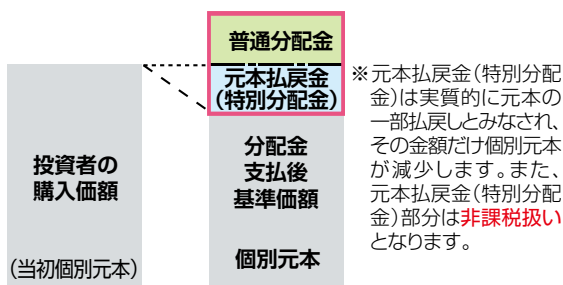 普通分配金
元本払戻金
（特別分配金）
投資者の
購入価額
（当初個別元本）
分配金
支払後
基準価額
個別元本
※元本払戻金（特別分配
金）は実質的に元本の
一部払戻しとみなされ、
その金額だけ個別元本
が減少します。また、
元本払戻金（特別分配
金）部分は非課税扱い
となります。